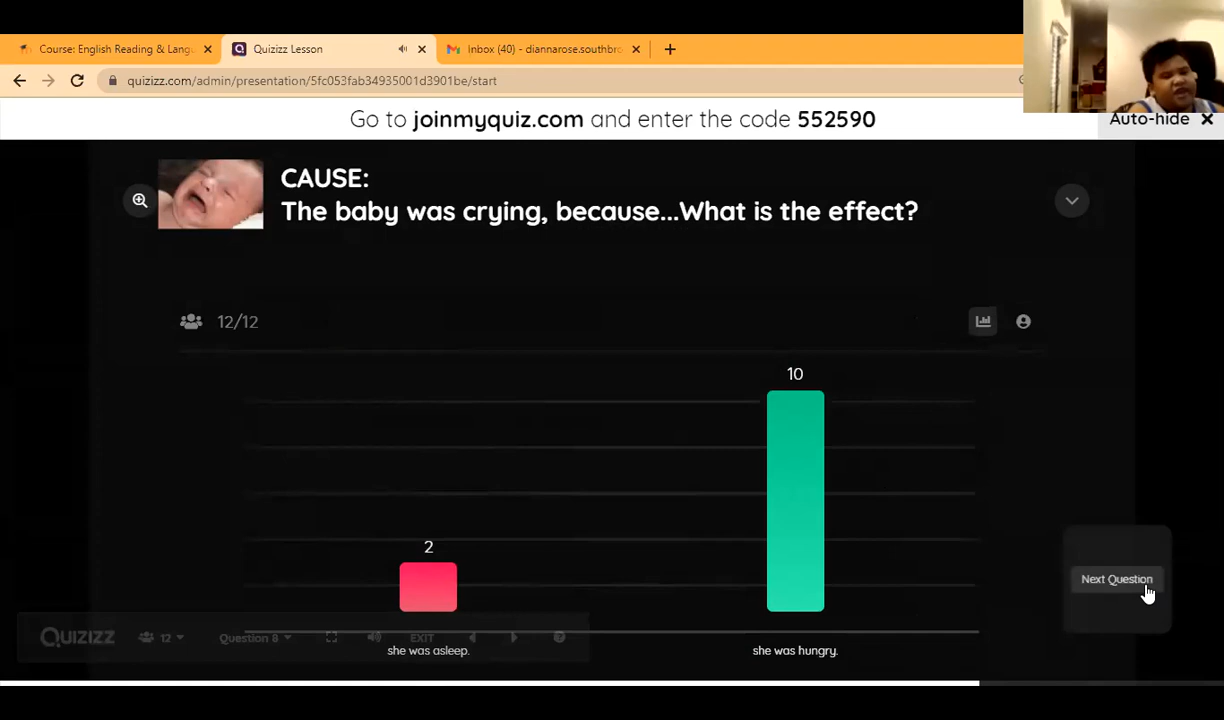 Course: English Reading & Langu
Quizizz Lesson
Inbox (40) - diannarose.southbro
quizizz.com/admin/presentation/5fc053fab34935001d3901be/start
Go to joinmyquiz.com and enter the code 552590
Auto-hide
CAUSE:
The baby was crying, because...What is the effect?
12/12
10
2
Next Question
QUIZIZZ
12
Question 8
EXIT
she was asleep.
she was hungry.